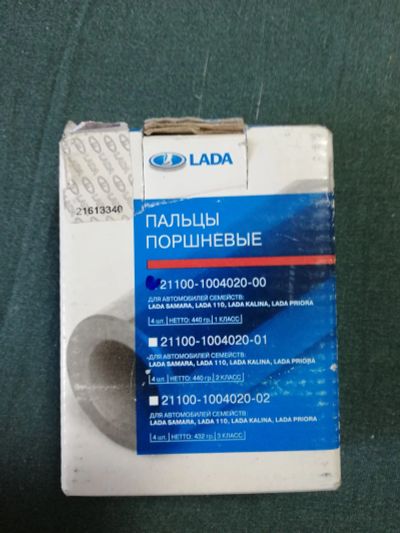 LADA
21613340
ПАЛЬЦЫ
ПОРШНЕВЫЕ
21100-1004020-00
ДЛЯ АВТОМОБИЛЕЙ СЕМЕЙСТВ:
LADA SAMARA, LADA 110, LADA KALINA, LADA PRIORA
4 шт. НЕТТО: 440 гр. 1 КЛАСС
21100-1004020-01
ДЛЯ АВТОМОБИЛЕЙ СЕМЕЙСТВ:
LADA SAMARA, LADA 110, LADA KALINA, LADA PRIORA
4 шт. НЕТТО: 440 гр. 2 КЛАСС
21100-1004020-02
ДЛЯ АВТОМОБИЛЕЙ СЕМЕЙСТВ:
LADA SAMARA, LADA 110, LADA KALINA, LADA PRIORA
4 шт. НЕТТО: 432 гр. 3 КЛАСС